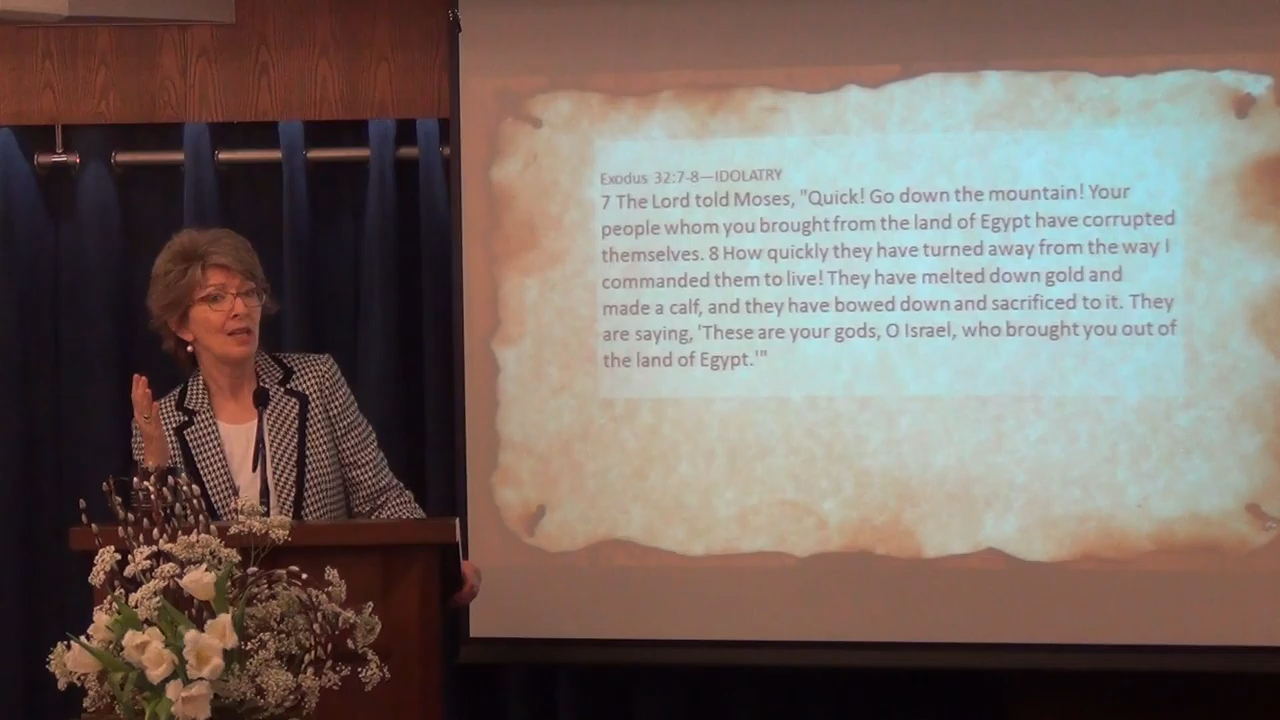 Exodus 32:7-8—IDOLATRY
7 The Lord told Moses, "Quick! Go down the mountain! Your
people whom you brought from the land of Egypt have corrupted
themselves. 8 How quickly they have turned away from the way I
commanded them to live! They have melted down gold and
made a calf, and they have bowed down and sacrificed to it. They
are saying, 'These are your gods, O Israel, who brought you out of
the land of Egypt.'"